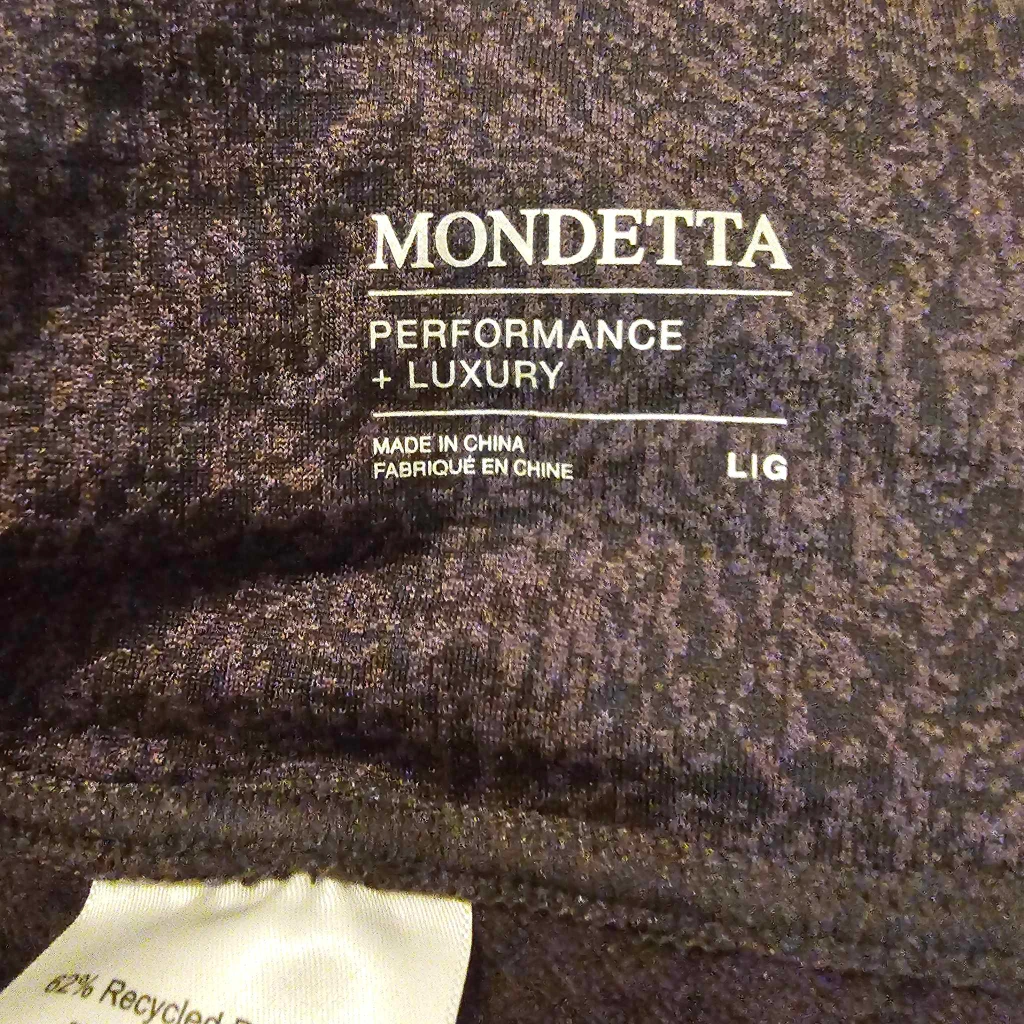 MONDETTA
PERFORMANCE
+ LUXURY
MADE IN CHINA
FABRIQUÉ EN CHINE
L|G
62% Recycled